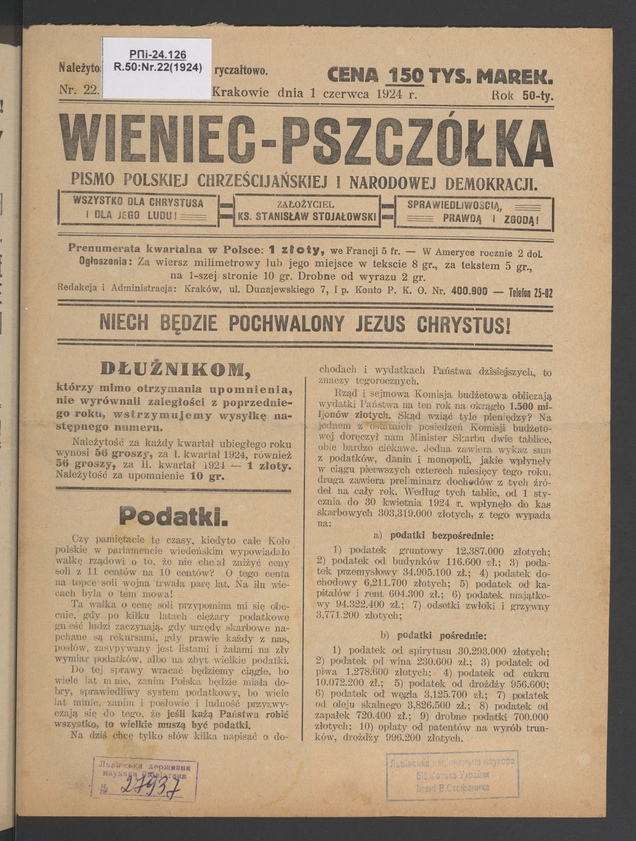 РПі-24.126
R.50:Nr.22(1924)
Należyto
ryczałtowo.
CENA 150 TYS. MAREK.
Nr. 22.
Krakowie dnia 1 czerwca 1924 r.
Rok 50-ty.
WIENIEC-PSZCZÓŁKA
PISMO POLSKIEJ CHRZEŚCIJAŃSKIEJ I NARODOWEJ DEMOKRACJI.
WSZYSTKO DLA CHRYSTUSA
I DLA JEGO LUDU!
ZAŁOŻYCIEL
KS. STANISŁAW STOJAŁOWSKI
SPRAWIEDLIWOŚCIĄ,
PRAWDĄ I ZGODĄ!
Prenumerata kwartalna w Polsce: 1 złoty, we Francji 5 fr. — W Ameryce rocznie 2 dol.
Ogłoszenia: Za wiersz milimetrowy lub jego miejsce w tekscie 8 gr., za tekstem 5 gr.,
na 1-szej stronie 10 gr. Drobne od wyrazu 2 gr.
Redakcja i Administracja: Kraków, ul. Dunajewskiego 7, I p. Konto P. K. O. Nr. 400.900 — Telefon 25-02
NIECH BĘDZIE POCHWALONY JEZUS CHRYSTUS!
DŁUŻNIKOM,
którzy mimo otrzymania upomnienia,
nie wyrównali zaległości z poprzednie-
go roku, wstrzymujemy wysyłkę na-
stępnego numeru.
Należytość za każdy kwartał ubiegłego roku
wynosi 56 groszy, za I. kwartał 1924, również
56 groszy, za II. kwartał 1924 — 1 złoty.
Należytość za upomnienie 10 gr.
Podatki.
Czy pamiętacie te czasy, kiedyto całe Koło
polskie w parlamencie wiedeńskim wypowiadało
walkę rządowi o to, że nie chciał zniżyć ceny
soli z 11 centów na 10 centów? O tego centa
na topce soli wojna trwała parę lat. Na ilu wie-
cach była o tem mowa!
Ta walka o cenę soli przypomina mi się obe-
cnie, gdy po kilku latach ciężary podatkowe
gnieść ludzi zaczynają, gdy urzędy skarbowe na-
pchane są rekursami, gdy prawie każdy z nas,
posłów, zasypywany jest listami i żalami na zły
wymiar podatków, albo na zbyt wielkie podatki.
Do tej sprawy wracać będziemy ciągle, bo
wiele lat minie, zanim Polska będzie miała do-
bry, sprawiedliwy system podatkowy, bo wiele
lat minie, zanim i posłowie i ludność przyzwy-
czają się do tego, że jeśli każą Państwa robić
wszystko, to wielkie muszą być podatki.
Na dziś chcę tylko słów kilka napisać o do-
chodach i wydatkach Państwa dzisiejszych, to
znaczy tegorocznych.
Rząd i sejmowa Komisja budżetowa obliczają
wydatki Państwa na ten rok na okrągło 1.500 mi-
ljonów złotych. Skąd wziąć tyle pieniędzy? Na
jednem z ostatnich posiedzeń Komisji budżeto-
wej doręczył nam Minister Skarbu dwie tablice,
obie bardzo ciekawe. Jedna zawiera wykaz sum
z podatków, danin i monopoli, jakie wpłynęły
w ciągu pierwszych czterech miesięcy tego roku,
druga zawiera preliminarz dochodów z tych źró-
deł na cały rok. Według tych tablic, od 1 sty-
cznia do 30 kwietnia 1924 r. wpłynęło do kas
skarbowych 303,319.000 złotych, z tego wypada
na:
a) podatki bezpośrednie:
1) podatek gruntowy 12,387.000 złotych;
2) podatek od budynków 116.600 zł.; 3) poda-
tek przemysłowy 34,905.100 zł.; 4) podatek do-
chodowy 6,211.700 złotych; 5) podatek od ka-
pitałów i rent 604.300 zł.; 6) podatek majątko-
wy 94.322.400 zł.; 7) odsetki zwłoki i grzywny
3,771.200 złotych;
b) podatki pośrednie:
1) podatek od spirytusu 30,293.000 złotych;
2) podatek od wina 230.600 zł.; 3) podatek od
piwa 1,278.600 złotych; 4) podatek od cukru
10.072.200 zł.; 5) podatek od drożdży 956.600;
6) podatek od węgla 3,125.700 zł.; 7) podatek
od oleju skalnego 3,826.500 zł.; 8) podatek od
zapałek 720.400 zł.; 9) drobne podatki 700.000
złotych; 10) opłaty od patentów na wyrób trun-
ków, drożdży 996.200 złotych.
Львівська державна
наукова бібліотека
27937
Львівська національна наукова
бібліотека України
імені В.Стефаника